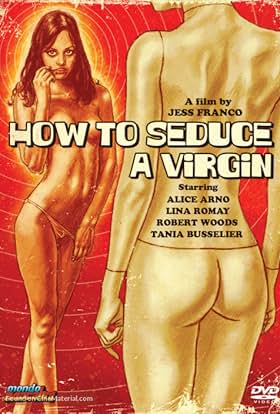 A film by
JESS FRANCO
HOW TO SEDUCE
A VIRGIN
Starring
ALICE ARNO
LINA ROMAY
ROBERT WOODS
TANIA BUSSELIER
mondo
DVD
VIDEO